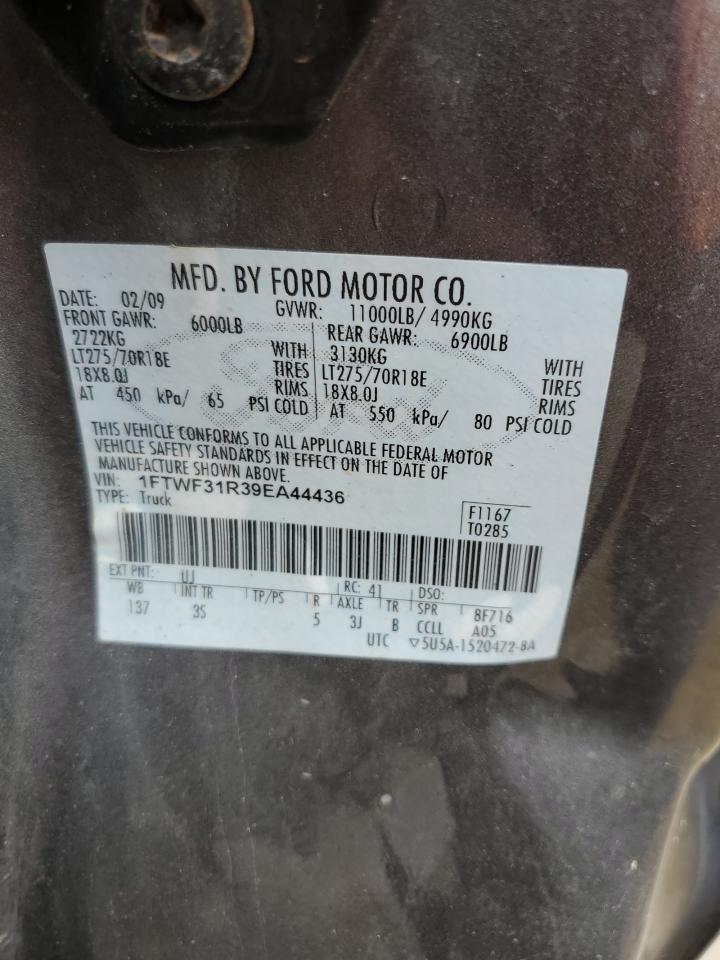 MFD. BY FORD MOTOR CO.
DATE: 02/09 GVWR: 11000LB/ 4990KG
FRONT GAWR: 6000LB REAR GAWR: 6900LB
2722KG WITH 3130KG WITH
LT275/70R18E TIRES LT275/70R18E TIRES
18X8.0J RIMS 18X8.0J RIMS
AT 450 kPa/ 65 PSI COLD AT 550 kPa/ 80 PSI COLD
THIS VEHICLE CONFORMS TO ALL APPLICABLE FEDERAL MOTOR
VEHICLE SAFETY STANDARDS IN EFFECT ON THE DATE OF
MANUFACTURE SHOWN ABOVE.
VIN: 1FTWF31R39EA44436
TYPE: Truck F1167
T0285
EXT PNT: UJ RC: 41 DSO:
WB INT TR TP/PS R AXLE TR SPR 8F716
137 3S 5 3J B CCLL A05
UTC ▽5U5A-1520472-BA